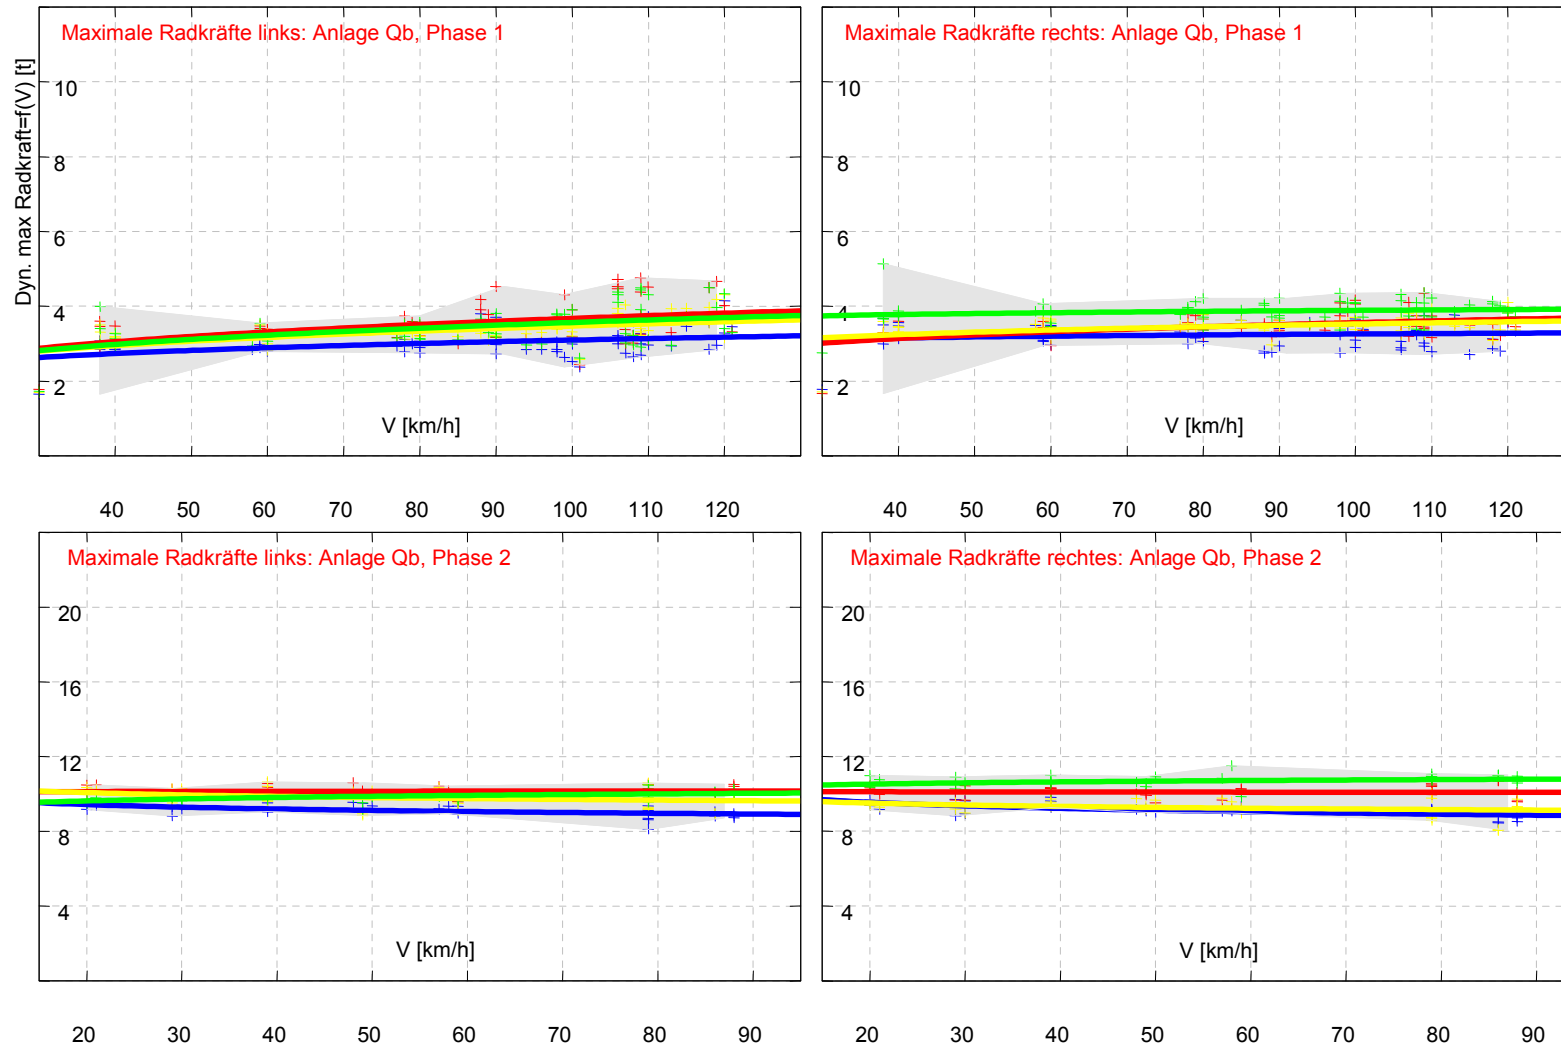 Maximale Radkräfte links: Anlage Qb, Phase 1
Dyn. max Radkraft=f(V) [t]
10
8
6
4
2
V [km/h]
40 50 60 70 80 90 100 110 120
Maximale Radkräfte rechts: Anlage Qb, Phase 1
10
8
6
4
2
V [km/h]
40 50 60 70 80 90 100 110 120
Maximale Radkräfte links: Anlage Qb, Phase 2
20
16
12
8
4
V [km/h]
20 30 40 50 60 70 80 90
Maximale Radkräfte rechtes: Anlage Qb, Phase 2
20
16
12
8
4
V [km/h]
20 30 40 50 60 70 80 90